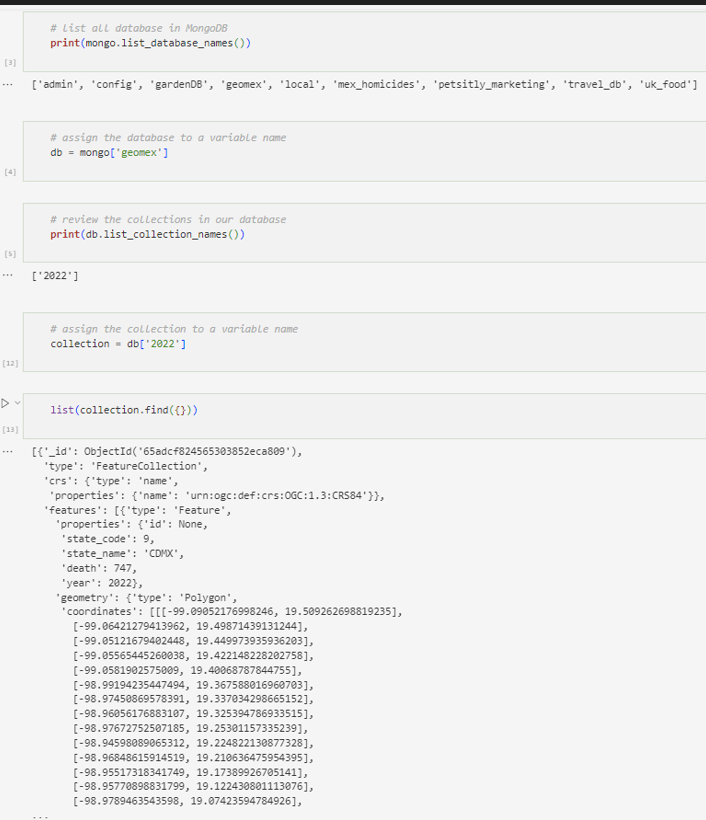 # list all database in MongoDB
print(mongo.list_database_names())
[3]
... ['admin', 'config', 'gardenDB', 'geomex', 'local', 'mex_homicides', 'petsitly_marketing', 'travel_db', 'uk_food']
# assign the database to a variable name
db = mongo['geomex']
[4]
# review the collections in our database
print(db.list_collection_names())
[5]
... ['2022']
# assign the collection to a variable name
collection = db['2022']
[12]
list(collection.find({}))
[13]
... [{'_id': ObjectId('65adcf824565303852eca809'),
'type': 'FeatureCollection',
'crs': {'type': 'name',
'properties': {'name': 'urn:ogc:def:crs:OGC:1.3:CRS84'}},
'features': [{'type': 'Feature',
'properties': {'id': None,
'state_code': 9,
'state_name': 'CDMX',
'death': 747,
'year': 2022},
'geometry': {'type': 'Polygon',
'coordinates': [[[-99.09052176998246, 19.509262698819235],
[-99.06421279413962, 19.49871439131244],
[-99.05121679402448, 19.449973935936203],
[-99.05565445260038, 19.422148228202758],
[-99.0581902575009, 19.40068787844755],
[-98.99194235447494, 19.367588016960703],
[-98.97450869578391, 19.337034298665152],
[-98.96056176883107, 19.325394786933515],
[-98.97672752507185, 19.25301157335239],
[-98.94598089065312, 19.224822130877328],
[-98.96848615914519, 19.210636475954395],
[-98.95517318341749, 19.17389926705141],
[-98.95770898831799, 19.122430801113076],
[-98.9789463543598, 19.07423594784926],
...